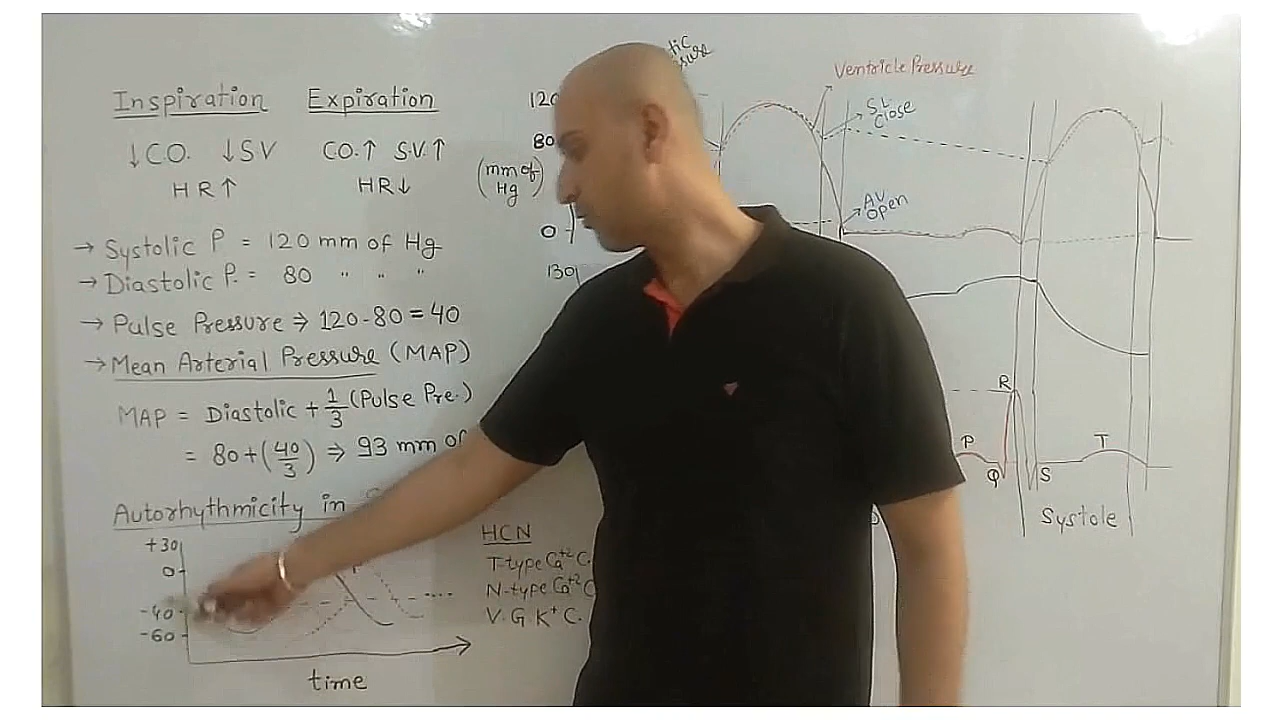 Inspiration Expiration
↓C.O. ↓SV CO.↑ S.V.↑
HR↑ HR↓
→ Systolic P = 120 mm of Hg
→ Diastolic P. = 80 " " "
→ Pulse Pressure ⇒ 120-80 = 40
→ Mean Arterial Pressure (MAP)
MAP = Diastolic + 1/3 (Pulse Pre.)
= 80 + (40/3) ⇒ 93 mm of
Autorhythmicity in
+30
0
-40
-60
time
HCN
T-type Ca+2 C.
N-type Ca+2 C
V.G K+ C.
120
80
(mm of Hg)
0
130
Ventricle Pressure
SL close
AV open
R
P
T
Q
S
Systole